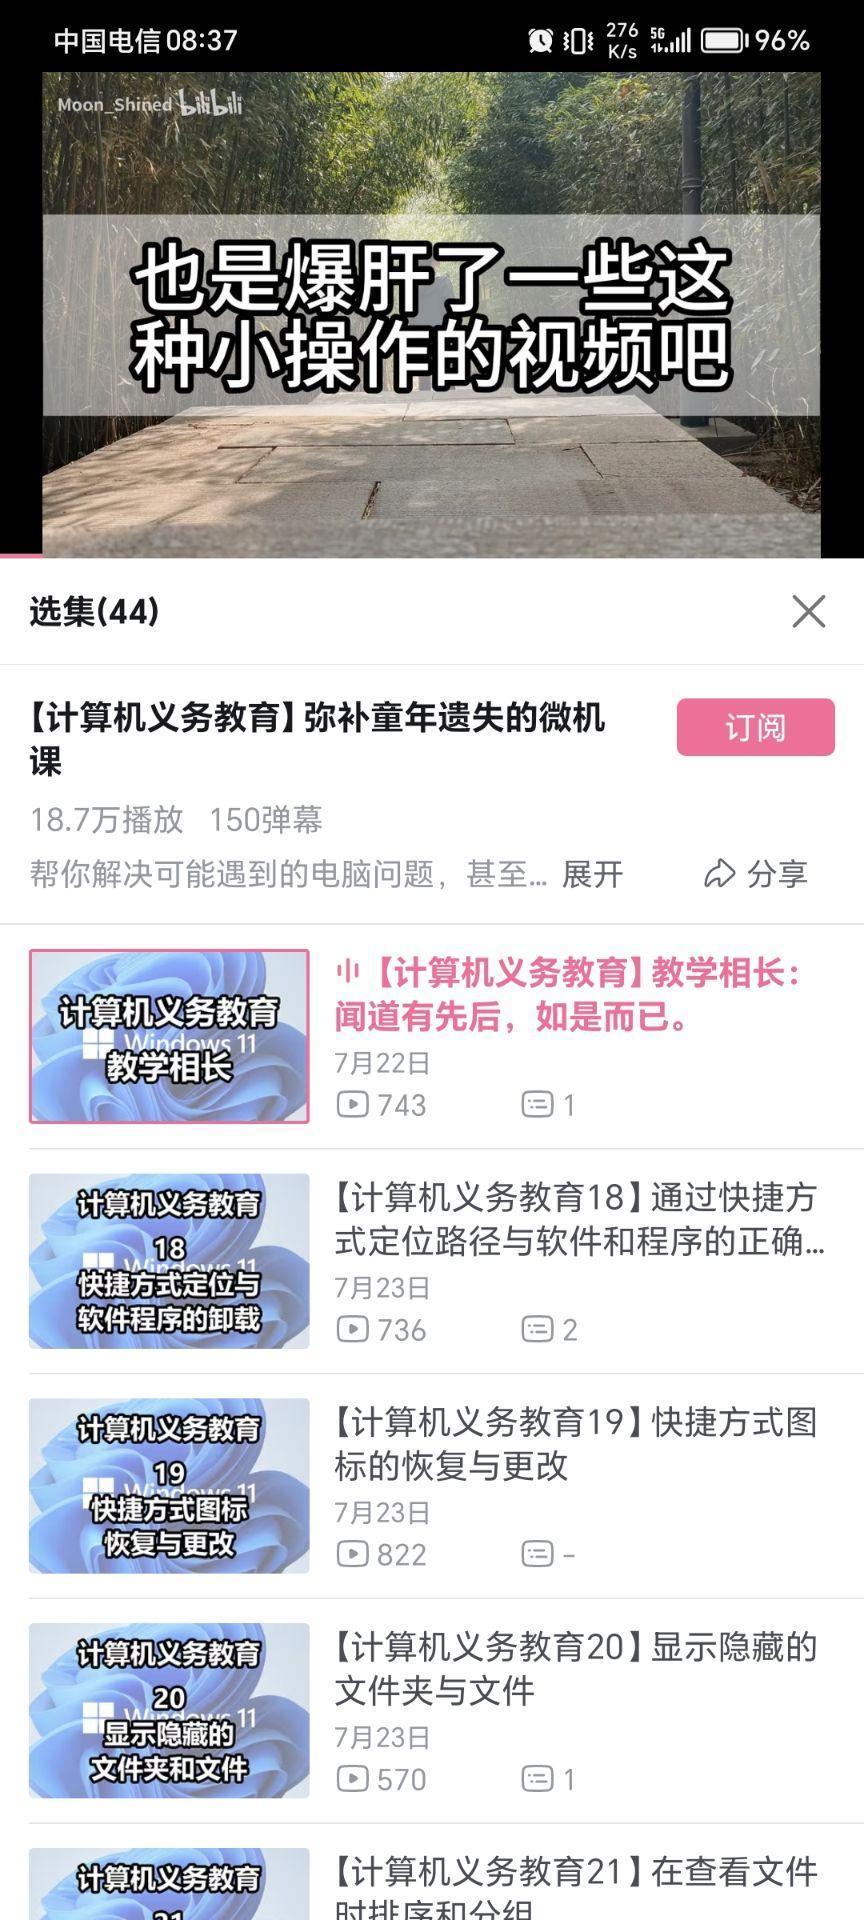 中国电信 08:37
276
K/s
5G
96%
Moon_Shined bilibili
也是爆肝了一些这
种小操作的视频吧
选集(44)
【计算机义务教育】弥补童年遗失的微机
课
订阅
18.7万播放 150弹幕
帮你解决可能遇到的电脑问题，甚至... 展开
分享
计算机义务教育
Windows 11
教学相长
【计算机义务教育】教学相长：
闻道有先后，如是而已。
7月22日
743 1
计算机义务教育
18
Windows 11
快捷方式定位与
软件程序的卸载
【计算机义务教育18】通过快捷方
式定位路径与软件和程序的正确...
7月23日
736 2
计算机义务教育
19
Windows 11
快捷方式图标
恢复与更改
【计算机义务教育19】快捷方式图
标的恢复与更改
7月23日
822 -
计算机义务教育
20
Windows 11
显示隐藏的
文件夹和文件
【计算机义务教育20】显示隐藏的
文件夹与文件
7月23日
570 1
计算机义务教育
21
【计算机义务教育21】在查看文件
时排序和分组